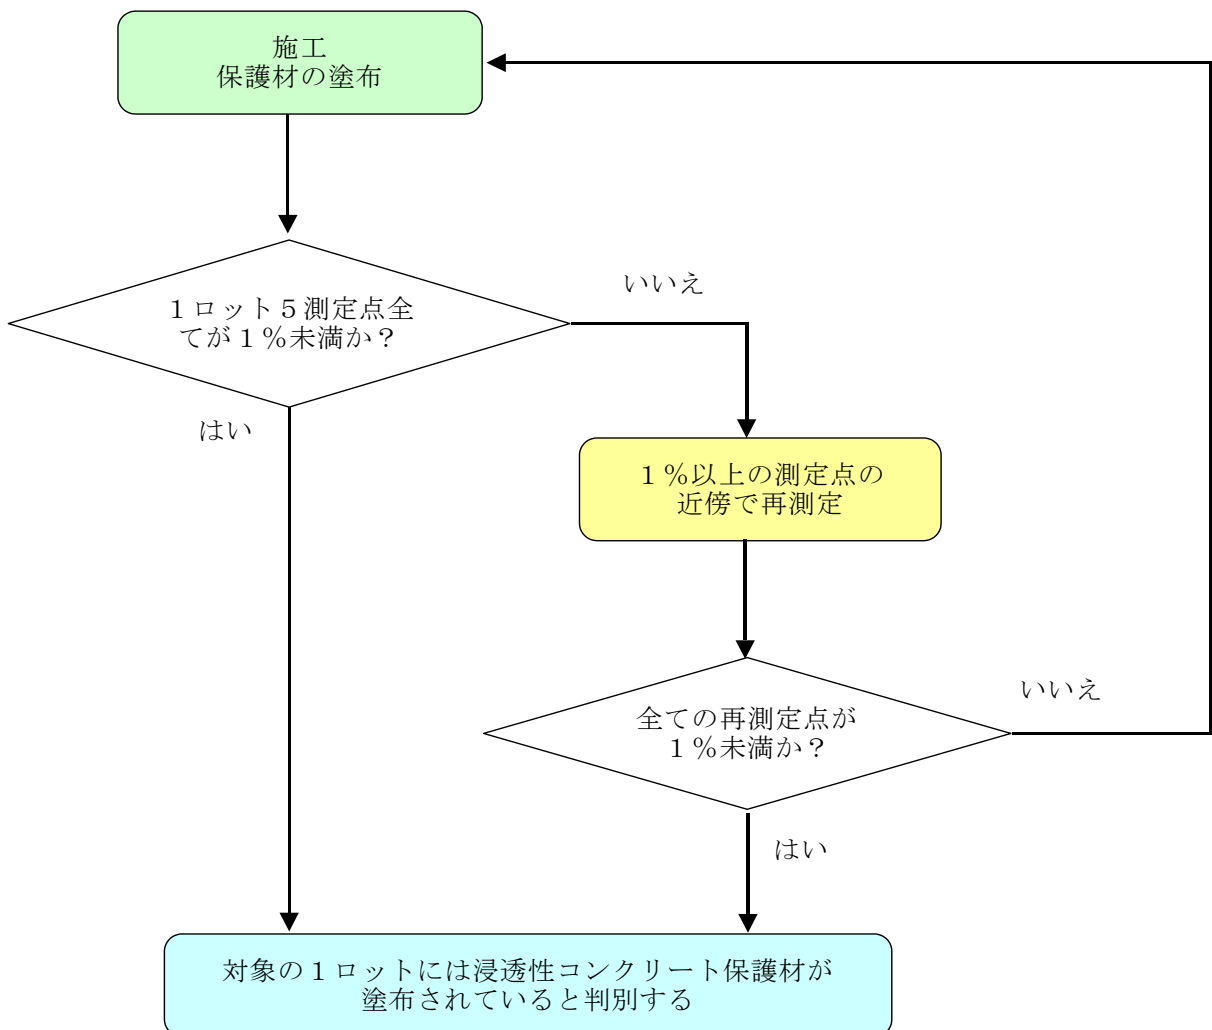 施工
保護材の塗布
いいえ
１ロット５測定点全
てが１％未満か？
はい
１％以上の測定点の
近傍で再測定
いいえ
全ての再測定点が
１％未満か？
はい
対象の１ロットには浸透性コンクリート保護材が
塗布されていると判別する